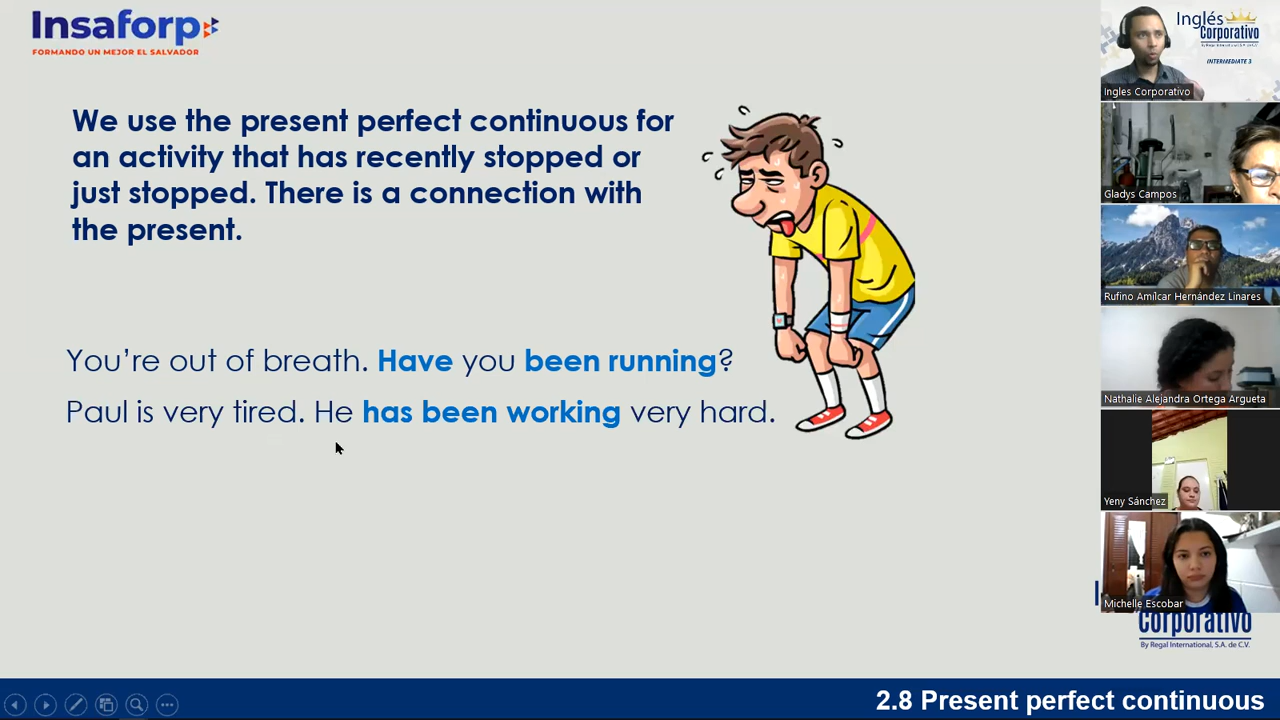 Insaforp
FORMANDO UN MEJOR EL SALVADOR
We use the present perfect continuous for
an activity that has recently stopped or
just stopped. There is a connection with
the present.
You’re out of breath. Have you been running?
Paul is very tired. He has been working very hard.
Inglés
Corporativo
INTERMEDIATE 3
Ingles Corporativo
Gladys Campos
Rufino Amílcar Hernández Linares
Nathalie Alejandra Ortega Argueta
Yeny Sánchez
Michelle Escobar
Corporativo
By Regal International, S.A. de C.V.
2.8 Present perfect continuous